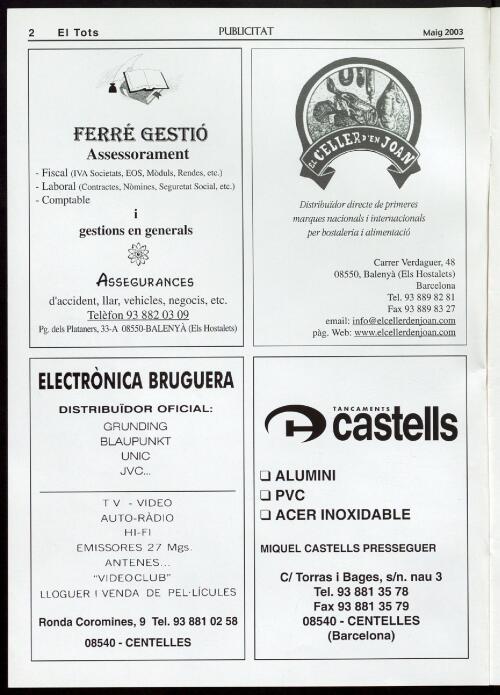 2 El Tots PUBLICITAT Maig 2003
FERRÉ GESTIÓ
Assessorament
- Fiscal (IVA Societats, EOS, Mòduls, Rendes, etc.)
- Laboral (Contractes, Nòmines, Seguretat Social, etc.)
- Comptable
i
gestions en generals
ASSEGURANCES
d'accident, llar, vehicles, negocis, etc.
Telèfon 93 882 03 09
Pg. dels Plataners, 33-A 08550-BALENYÀ (Els Hostalets)
EL CELLER D'EN JOAN
Distribuïdor directe de primeres
marques nacionals i internacionals
per hostaleria i alimentació
Carrer Verdaguer, 48
08550, Balenyà (Els Hostalets)
Barcelona
Tel. 93 889 82 81
Fax 93 889 83 27
email: info@elcellerdenjoan.com
pàg. Web: www.elcellerdenjoan.com
ELECTRÒNICA BRUGUERA
DISTRIBUÏDOR OFICIAL:
GRUNDING
BLAUPUNKT
UNIC
JVC...
TV - VIDEO
AUTO-RÀDIO
HI-FI
EMISSORES 27 Mgs.
ANTENES...
"VIDEOCLUB"
LLOGUER I VENDA DE PEL·LÍCULES
Ronda Coromines, 9 Tel. 93 881 02 58
08540 - CENTELLES
TANCAMENTS
castells
❑ ALUMINI
❑ PVC
❑ ACER INOXIDABLE
MIQUEL CASTELLS PRESSEGUER
C/ Torras i Bages, s/n. nau 3
Tel. 93 881 35 78
Fax 93 881 35 79
08540 - CENTELLES
(Barcelona)